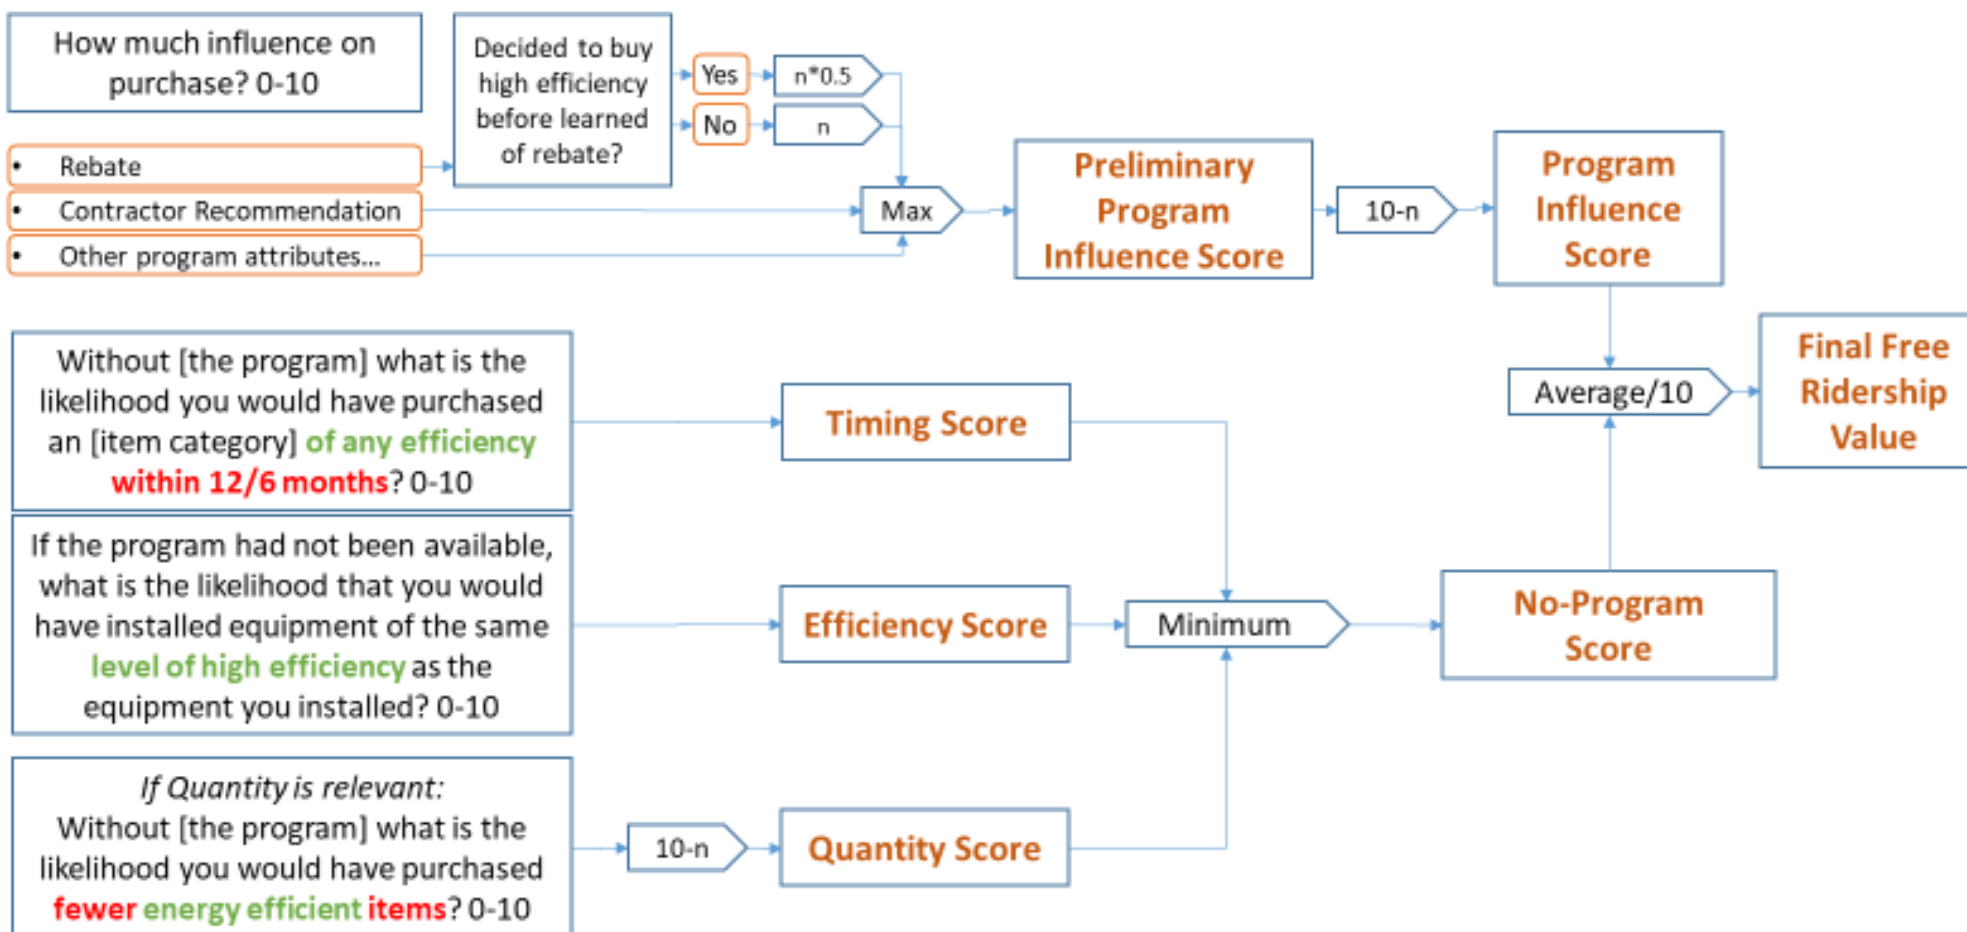 How much influence on
purchase? 0-10
• Rebate
• Contractor Recommendation
• Other program attributes...
Decided to buy
high efficiency
before learned
of rebate?
Yes
n*0.5
No
n
Max
Preliminary
Program
Influence Score
10-n
Program
Influence
Score
Without [the program] what is the
likelihood you would have purchased
an [item category] of any efficiency
within 12/6 months? 0-10
Timing Score
If the program had not been available,
what is the likelihood that you would
have installed equipment of the same
level of high efficiency as the
equipment you installed? 0-10
Efficiency Score
If Quantity is relevant:
Without [the program] what is the
likelihood you would have purchased
fewer energy efficient items? 0-10
10-n
Quantity Score
Minimum
No-Program
Score
Average/10
Final Free
Ridership
Value